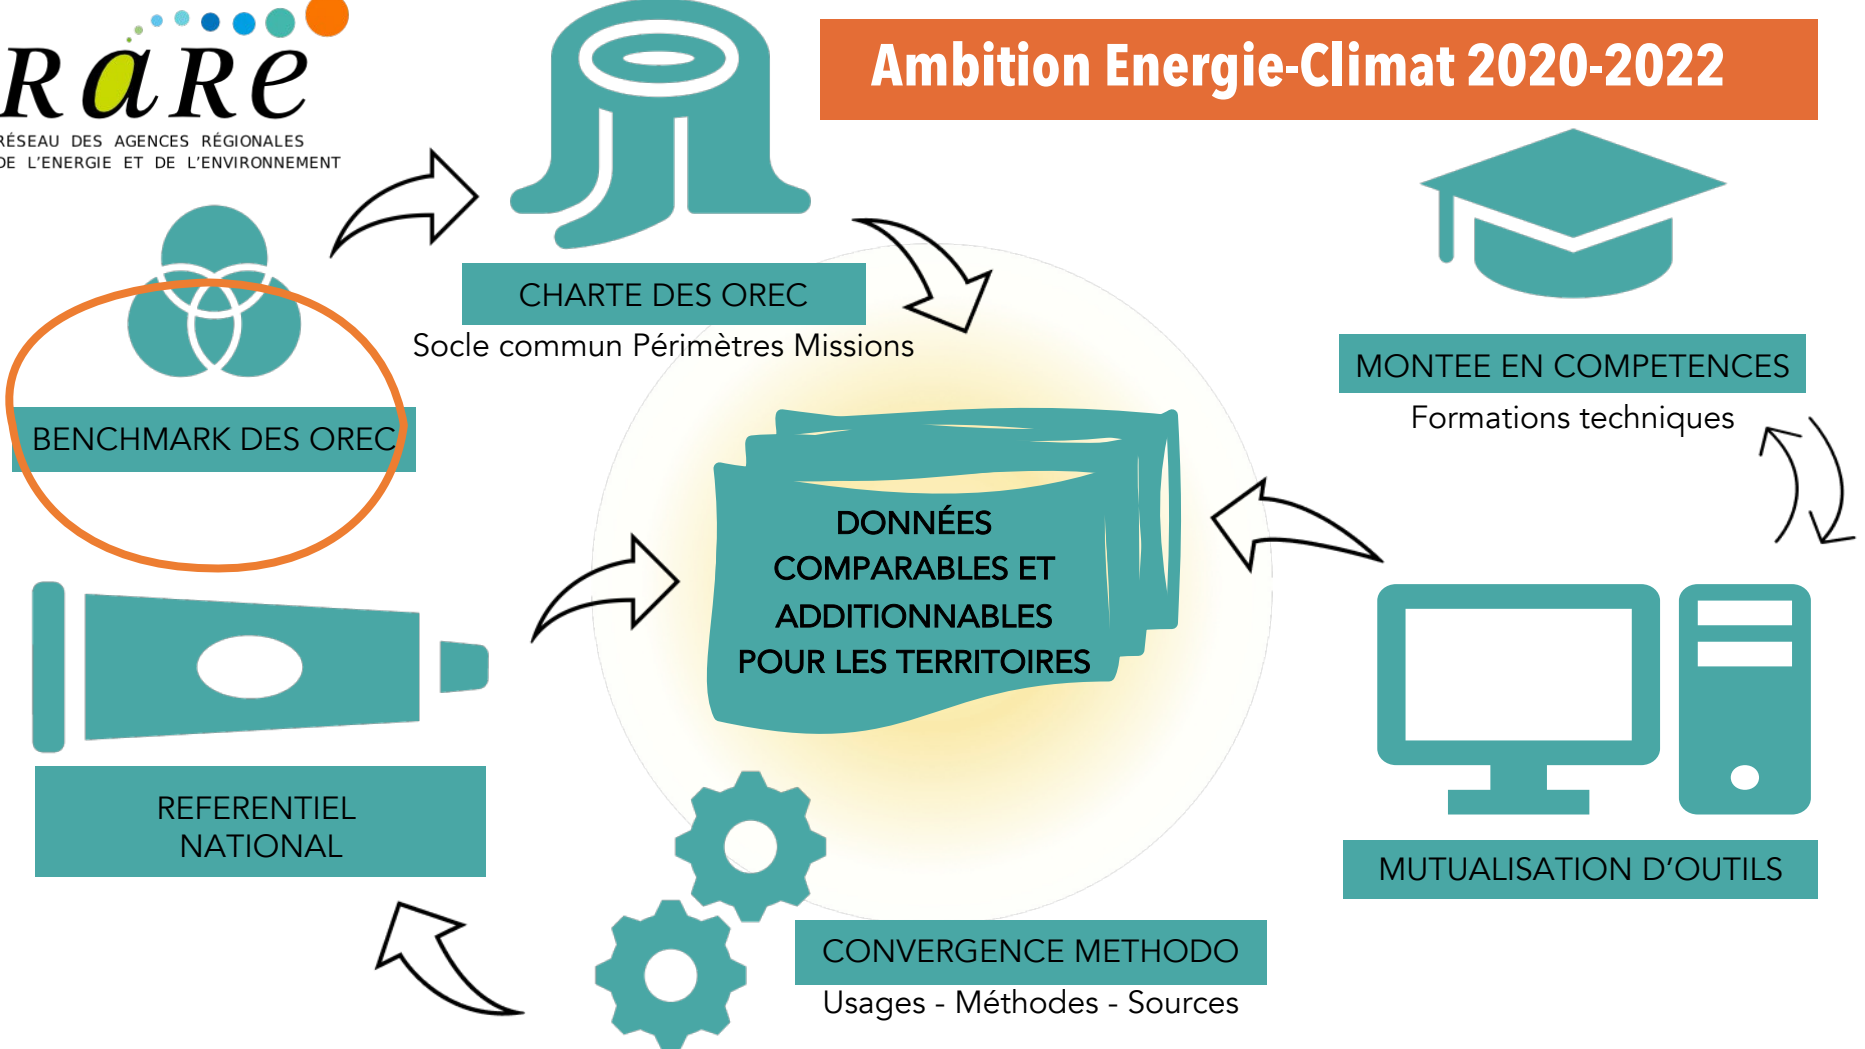 RaRe
RÉSEAU DES AGENCES RÉGIONALES
DE L'ENERGIE ET DE L'ENVIRONNEMENT
Ambition Energie-Climat 2020-2022
CHARTE DES OREC
Socle commun Périmètres Missions
BENCHMARK DES OREC
MONTEE EN COMPETENCES
Formations techniques
DONNÉES
COMPARABLES ET
ADDITIONNABLES
POUR LES TERRITOIRES
REFERENTIEL
NATIONAL
MUTUALISATION D'OUTILS
CONVERGENCE METHODO
Usages - Méthodes - Sources